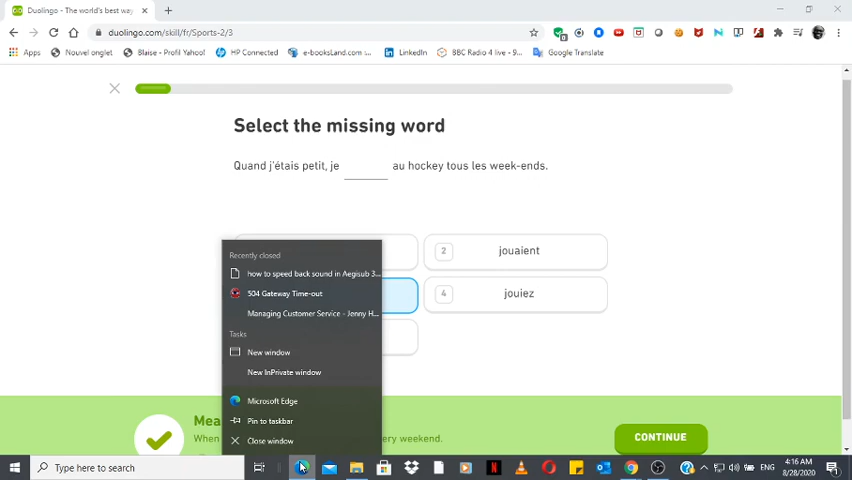 Duolingo - The world's best way
duolingo.com/skill/fr/Sports-2/3
Apps Nouvel onglet Blaise - Profil Yahoo! HP Connected e-booksLand.com LinkedIn BBC Radio 4 live - 9... Google Translate
Select the missing word
Quand j'étais petit, je ______ au hockey tous les week-ends.
2 jouaient
4 jouiez
Recently closed
how to speed back sound in Aegisub 3...
504 Gateway Time-out
Managing Customer Service - Jenny H...
Tasks
New window
New InPrivate window
Microsoft Edge
Pin to taskbar
Close window
Mea
When
very weekend.
CONTINUE
Type here to search
ENG
4:16 AM
8/28/2020